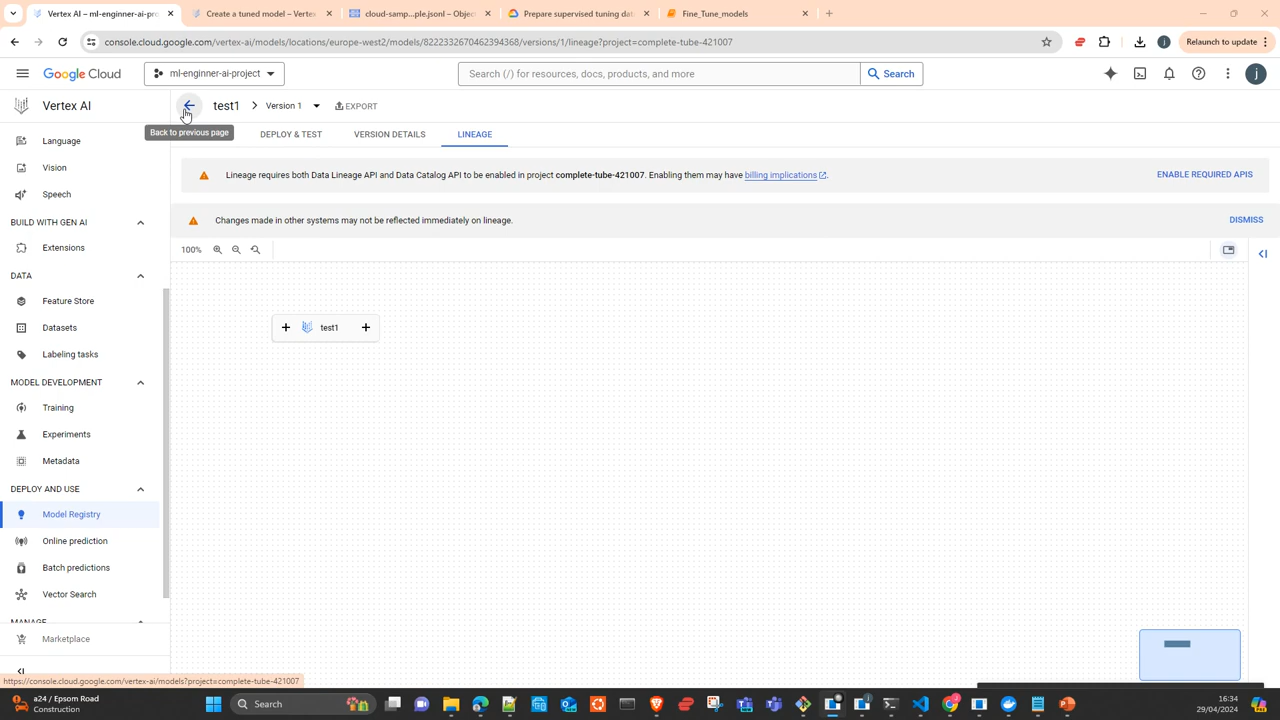 Vertex AI – ml-enginner-ai-pro
Create a tuned model – Vertex
cloud-samp...ple.jsonl – Objec
Prepare supervised tuning dat
Fine_Tune_models
console.cloud.google.com/vertex-ai/models/locations/europe-west2/models/8222332670462394368/versions/1/lineage?project=complete-tube-421007
Relaunch to update
Google Cloud
ml-enginner-ai-project
Search (/) for resources, docs, products, and more
Search
Vertex AI
test1
Version 1
EXPORT
Back to previous page
DEPLOY & TEST
VERSION DETAILS
LINEAGE
Language
Vision
Speech
BUILD WITH GEN AI
Extensions
DATA
Feature Store
Datasets
Labeling tasks
MODEL DEVELOPMENT
Training
Experiments
Metadata
DEPLOY AND USE
Model Registry
Online prediction
Batch predictions
Vector Search
MANAGE
Marketplace
Lineage requires both Data Lineage API and Data Catalog API to be enabled in project complete-tube-421007. Enabling them may have billing implications.
ENABLE REQUIRED APIS
Changes made in other systems may not be reflected immediately on lineage.
DISMISS
100%
test1
https://console.cloud.google.com/vertex-ai/models?project=complete-tube-421007
a24 / Epsom Road
Construction
Search
16:34
29/04/2024